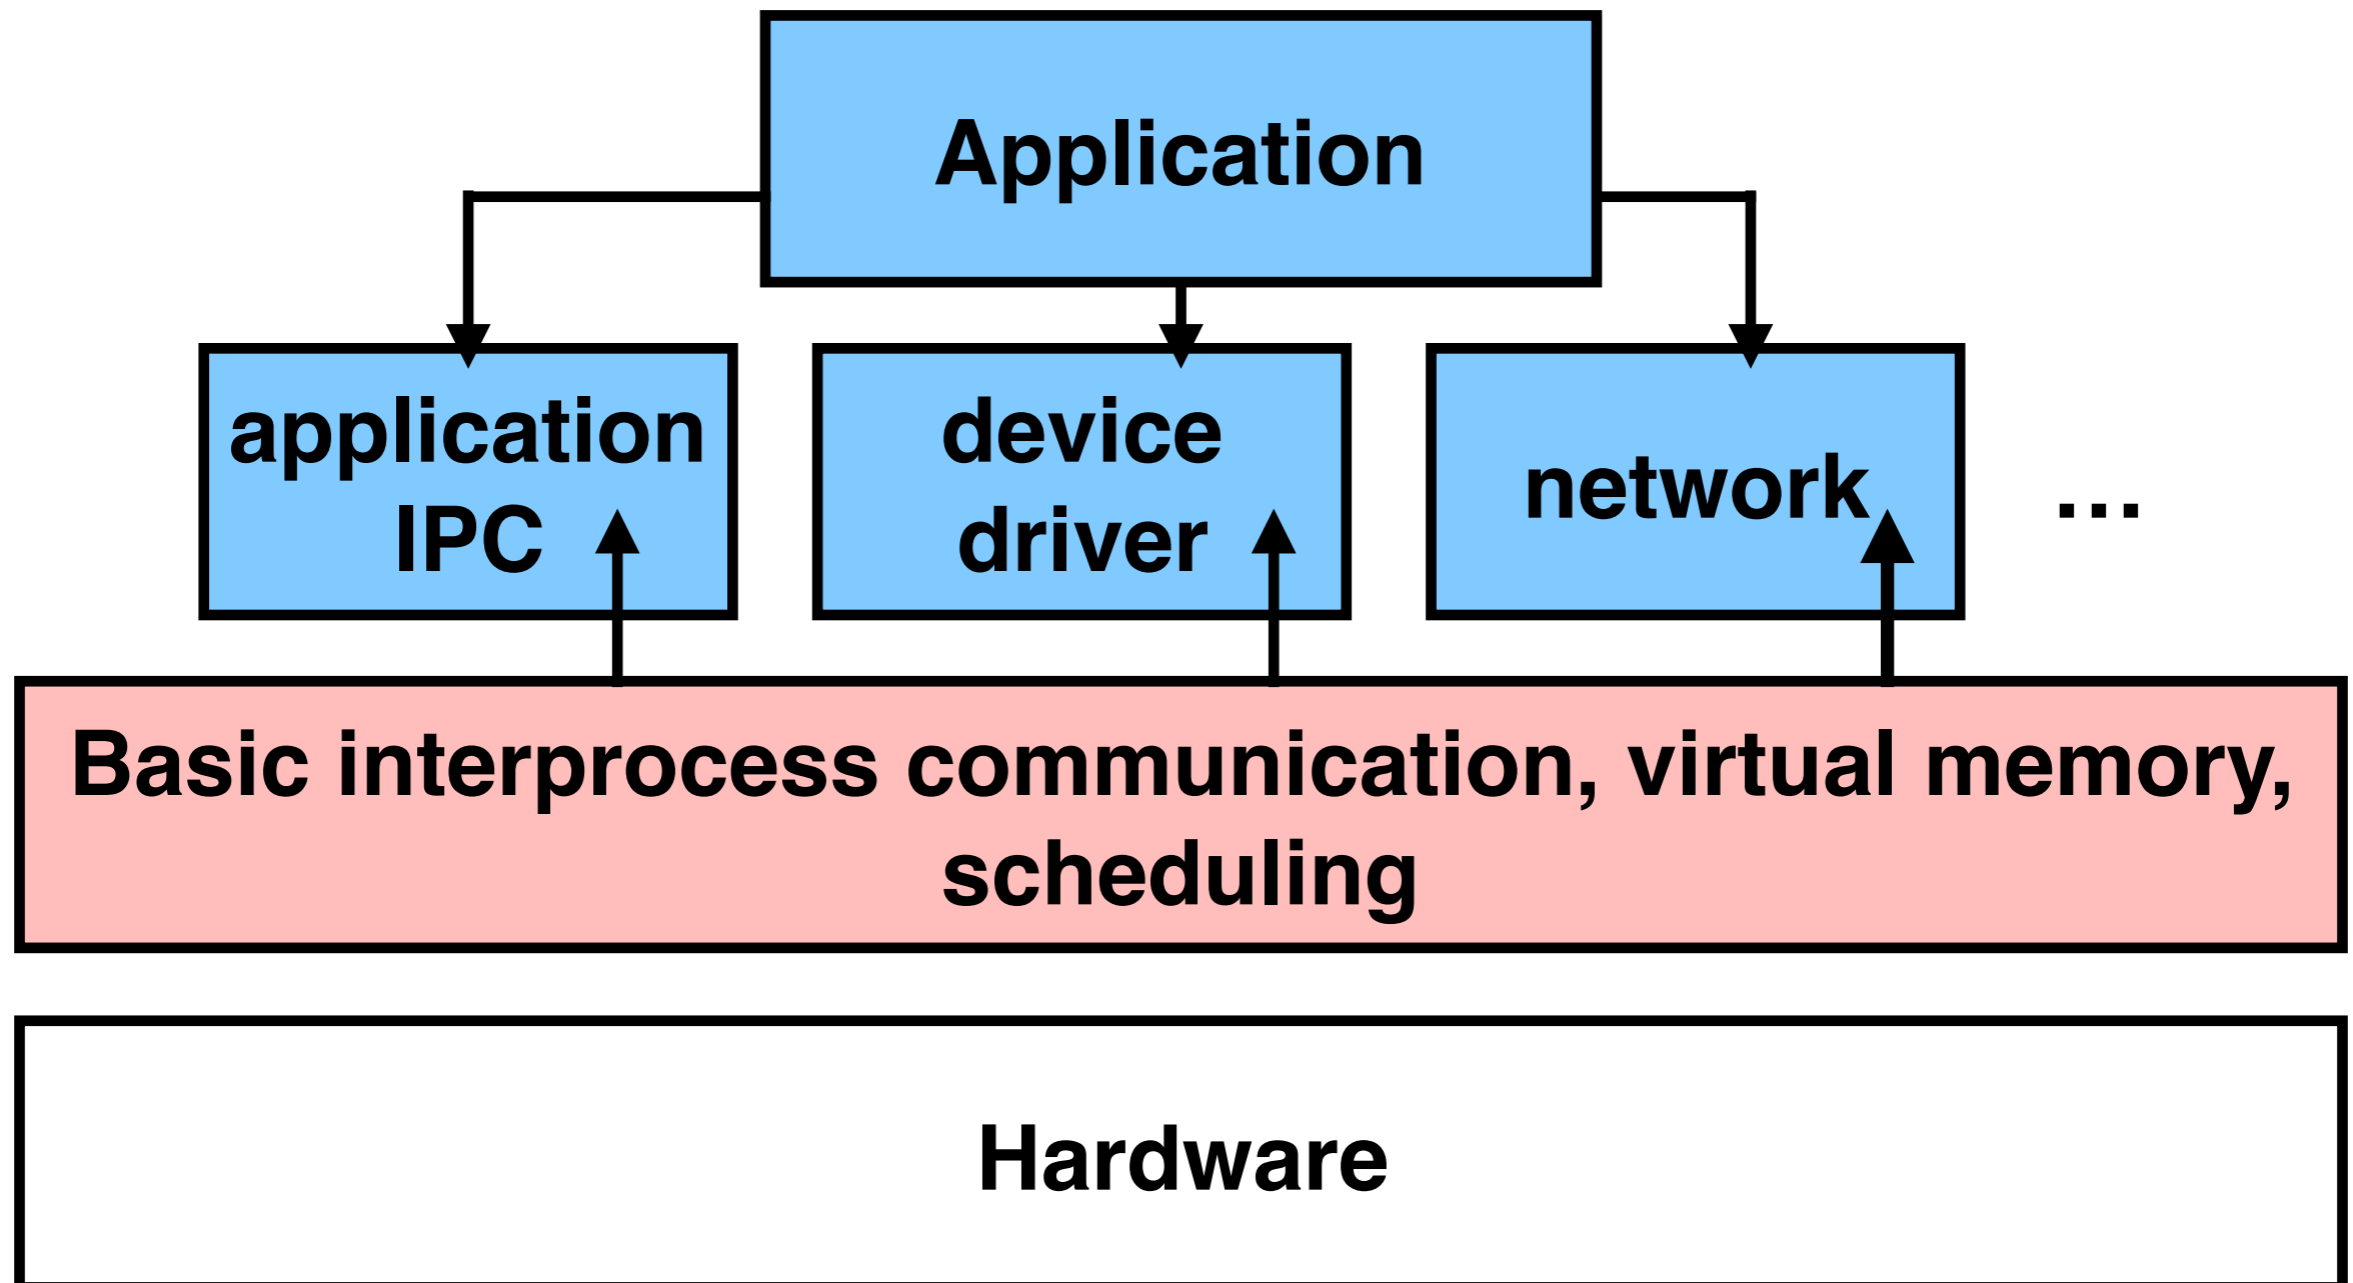 Application
application
IPC
device
driver
network
…
Basic interprocess communication, virtual memory,
scheduling
Hardware